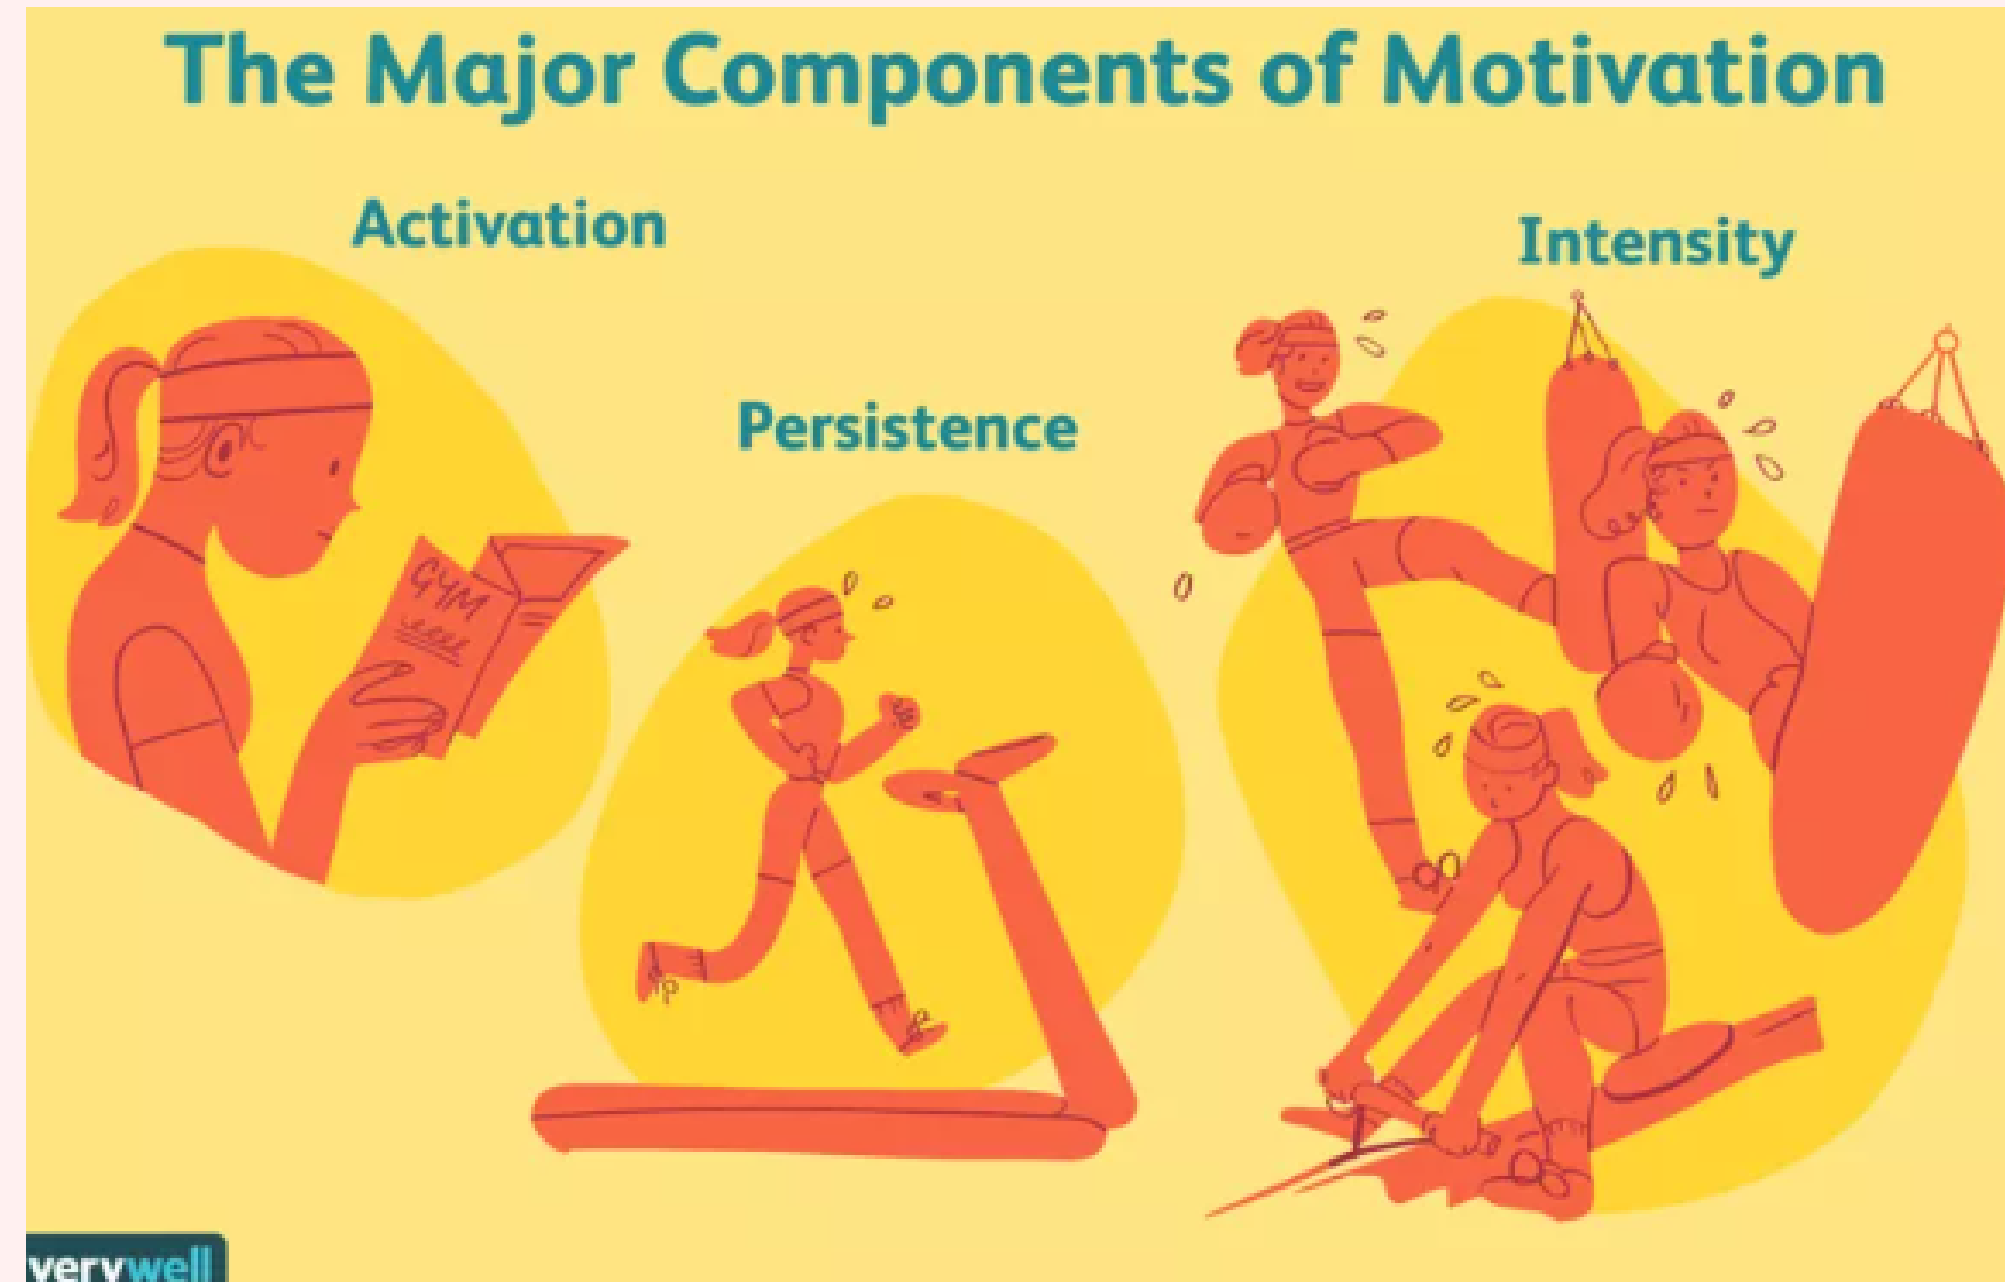 The Major Components of Motivation
Activation
Intensity
Persistence
GYM
verywell